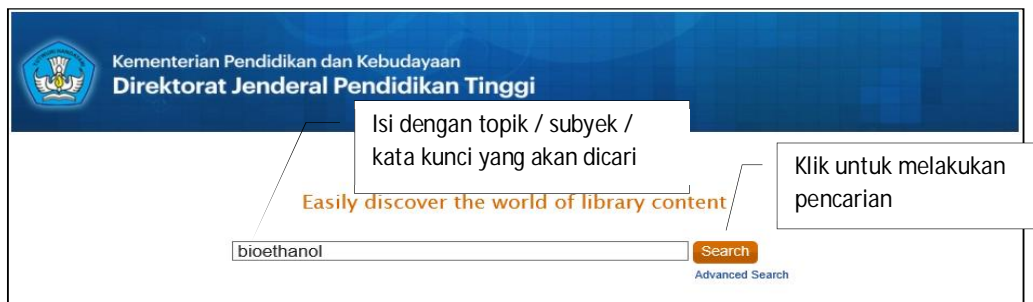 Kementerian Pendidikan dan Kebudayaan
Direktorat Jenderal Pendidikan Tinggi
Isi dengan topik / subyek /
kata kunci yang akan dicari
Klik untuk melakukan
pencarian
Easily discover the world of library content
bioethanol
Search
Advanced Search